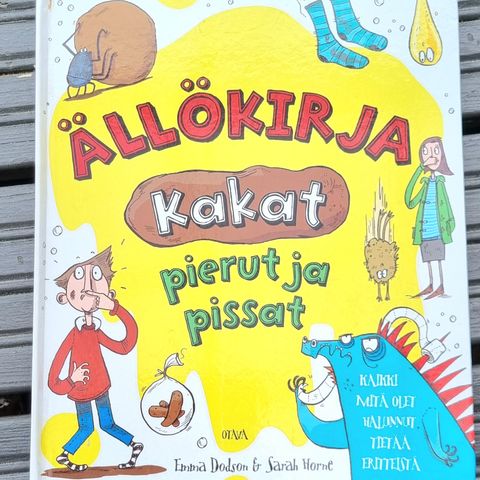 ÄLLÖKIRJA
kakat
pierut ja
pissat
KAIKKI
MITÄ OLET
HALUNNUT
TIETÄÄ
ERITTEISTÄ
OTAVA
Emma Dodson & Sarah Horne